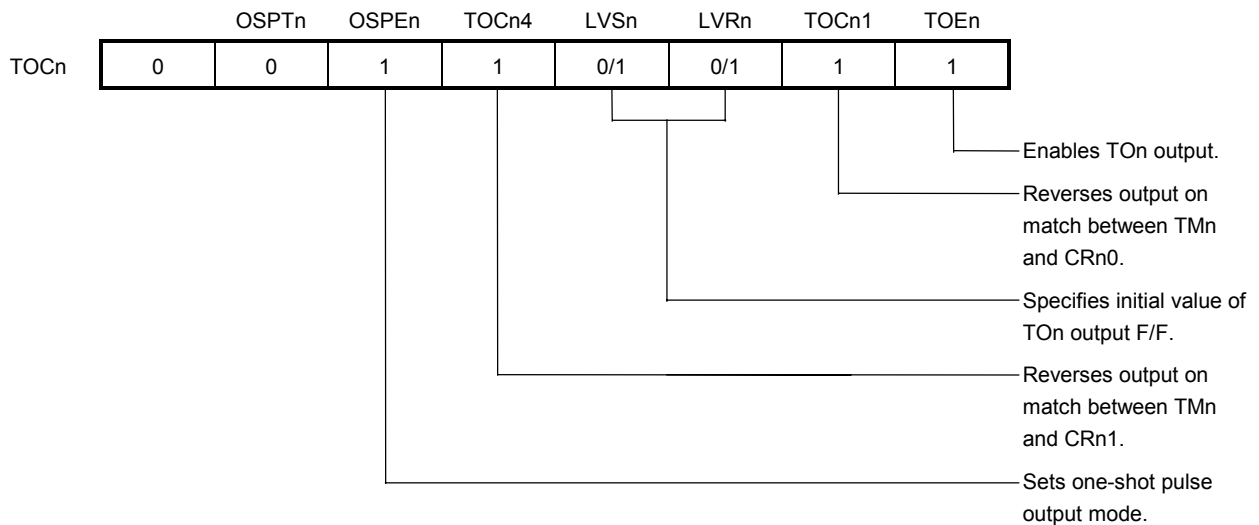 OSPTn OSPEn TOCn4 LVSn LVRn TOCn1 TOEn
TOCn 0 0 1 1 0/1 0/1 1 1
Enables TOn output.
Reverses output on
match between TMn
and CRn0.
Specifies initial value of
TOn output F/F.
Reverses output on
match between TMn
and CRn1.
Sets one-shot pulse
output mode.